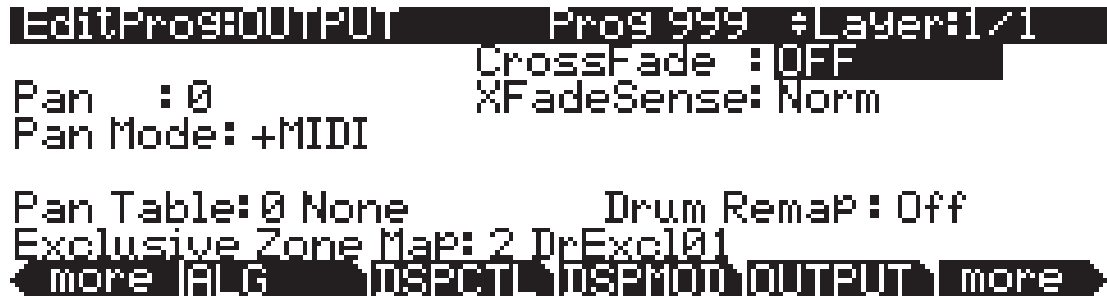 EditProg:OUTPUT Prog 999 ⬍Layer:1/1
CrossFade :OFF
Pan :0 XFadeSense:Norm
Pan Mode:+MIDI
Pan Table:0 None Drum Remap:Off
Exclusive Zone Map:2 DrExcl01
more ALG DSPCTL DSPMOD OUTPUT more